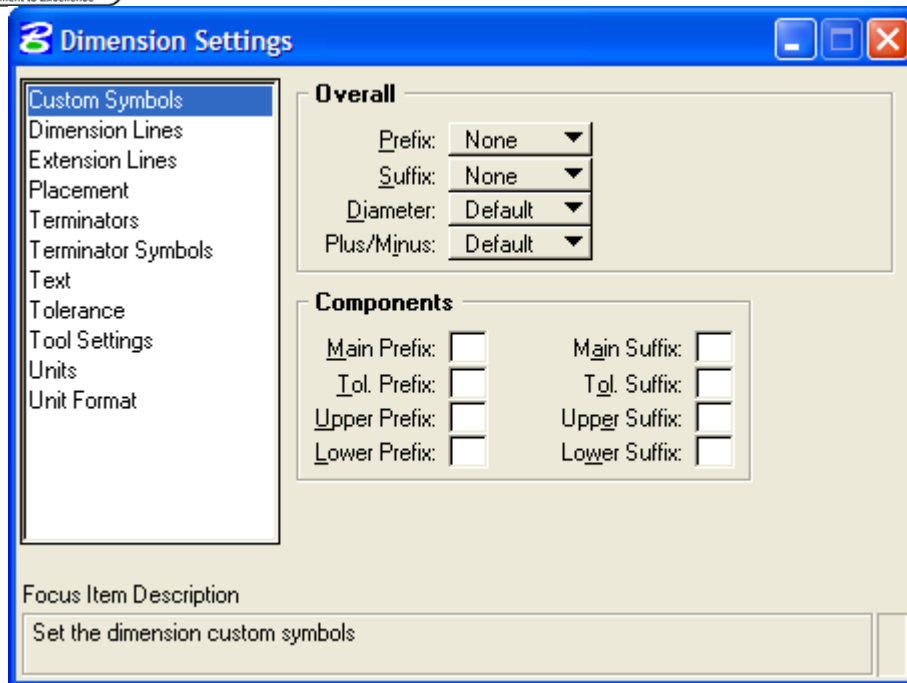 Dimension Settings
Custom Symbols
Dimension Lines
Extension Lines
Placement
Terminators
Terminator Symbols
Text
Tolerance
Tool Settings
Units
Unit Format
Overall
Prefix: None
Suffix: None
Diameter: Default
Plus/Minus: Default
Components
Main Prefix: Main Suffix:
Tol. Prefix: Tol. Suffix:
Upper Prefix: Upper Suffix:
Lower Prefix: Lower Suffix:
Focus Item Description
Set the dimension custom symbols